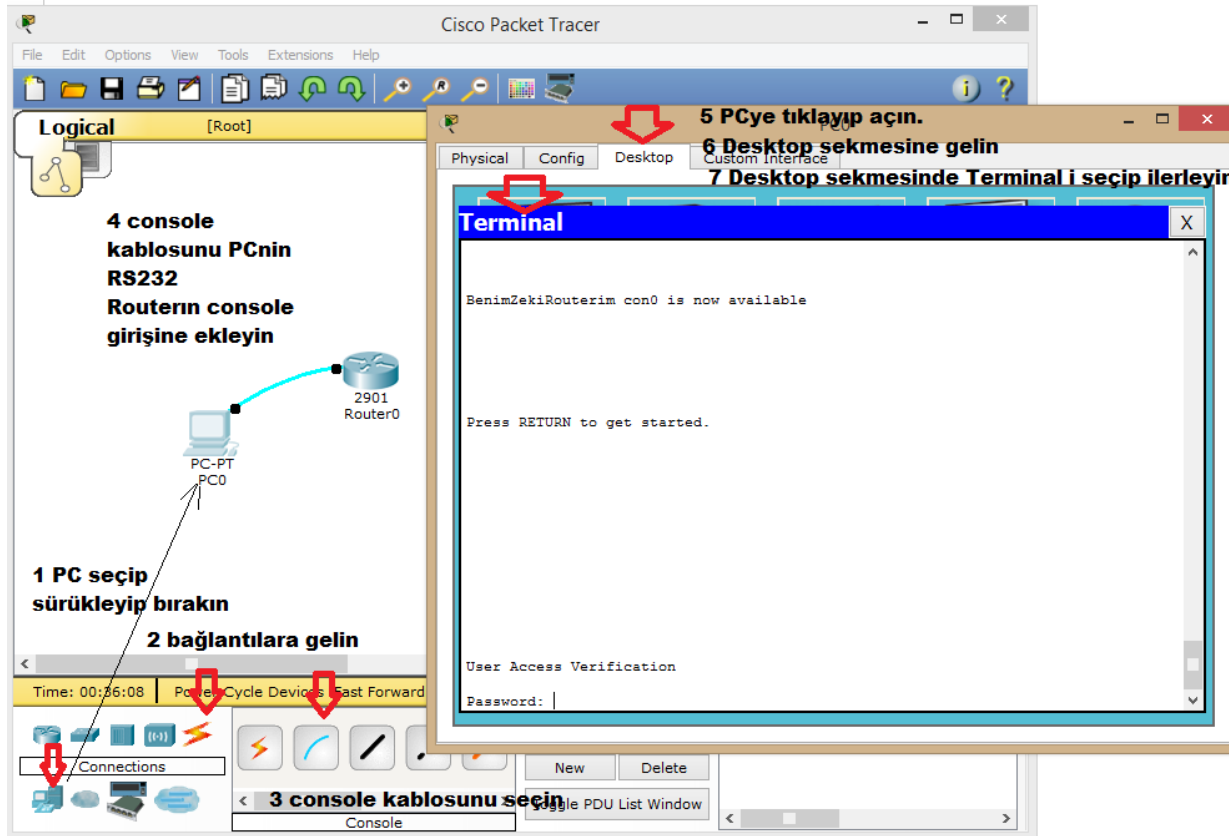 Cisco Packet Tracer
File Edit Options View Tools Extensions Help
Logical
[Root]
5 PCye tıklayıp açın.
PC0
6 Desktop sekmesine gelin
Physical Config Desktop Custom Interface
7 Desktop sekmesinde Terminal i seçip ilerleyin
Terminal
X
4 console
kablosunu PCnin
RS232
Routerın console
girişine ekleyin
BenimZekiRouterim con0 is now available
Press RETURN to get started.
2901
Router0
PC-PT
PC0
1 PC seçip
sürükleyip bırakın
2 bağlantılara gelin
User Access Verification
Password:
Time: 00:36:08 Power Cycle Devices Fast Forward
Connections
New Delete
3 console kablosunu seçin
Toggle PDU List Window
Console